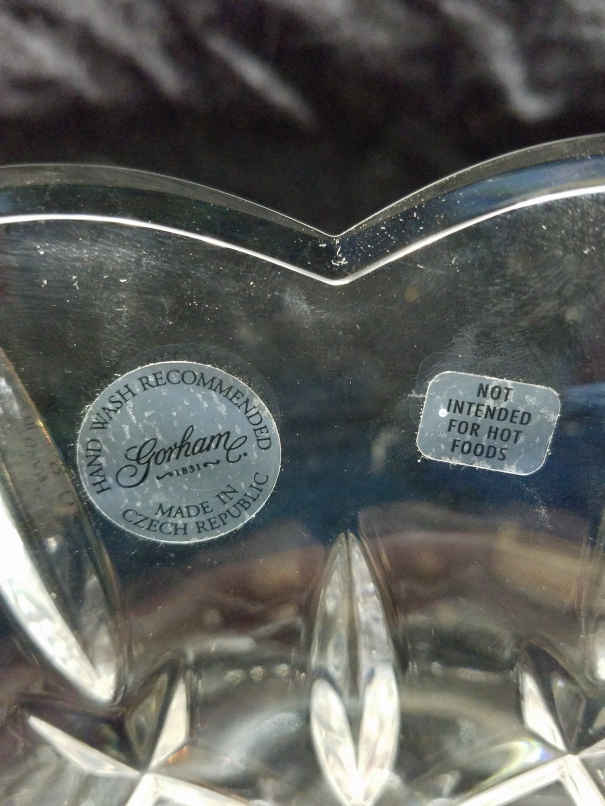 HAND WASH RECOMMENDED
Gorham
1831
MADE IN
CZECH REPUBLIC
NOT
INTENDED
FOR HOT
FOODS